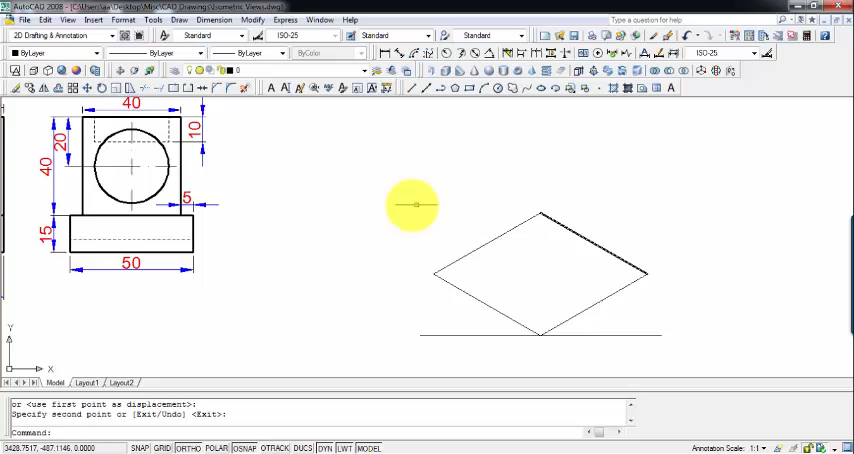 AutoCAD 2008 - [C:\Users\aa\Desktop\Misc\CAD Drawings\Isometric Views.dwg]
File Edit View Insert Format Tools Draw Dimension Modify Express Window Help
Type a question for help
2D Drafting & Annotation Standard ISO-25 Standard Standard
ByLayer ByLayer ByLayer ByColor ISO-25
0
40
10
20
40
5
15
50
Y
X
Model Layout1 Layout2
or <use first point as displacement>:
Specify second point or [Exit/Undo] <Exit>:
Command:
3428.7517, -487.1146, 0.0000 SNAP GRID ORTHO POLAR OSNAP OTRACK DUCS DYN LWT MODEL Annotation Scale: 1:1